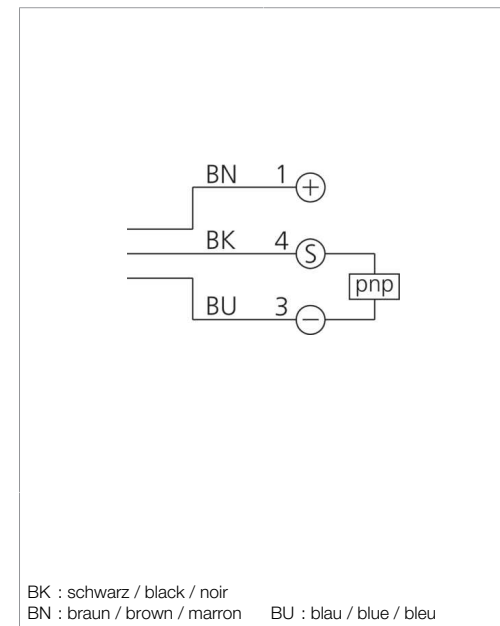 BN 1 +
BK 4 S
pnp
BU 3 −
BK : schwarz / black / noir
BN : braun / brown / marron BU : blau / blue / bleu